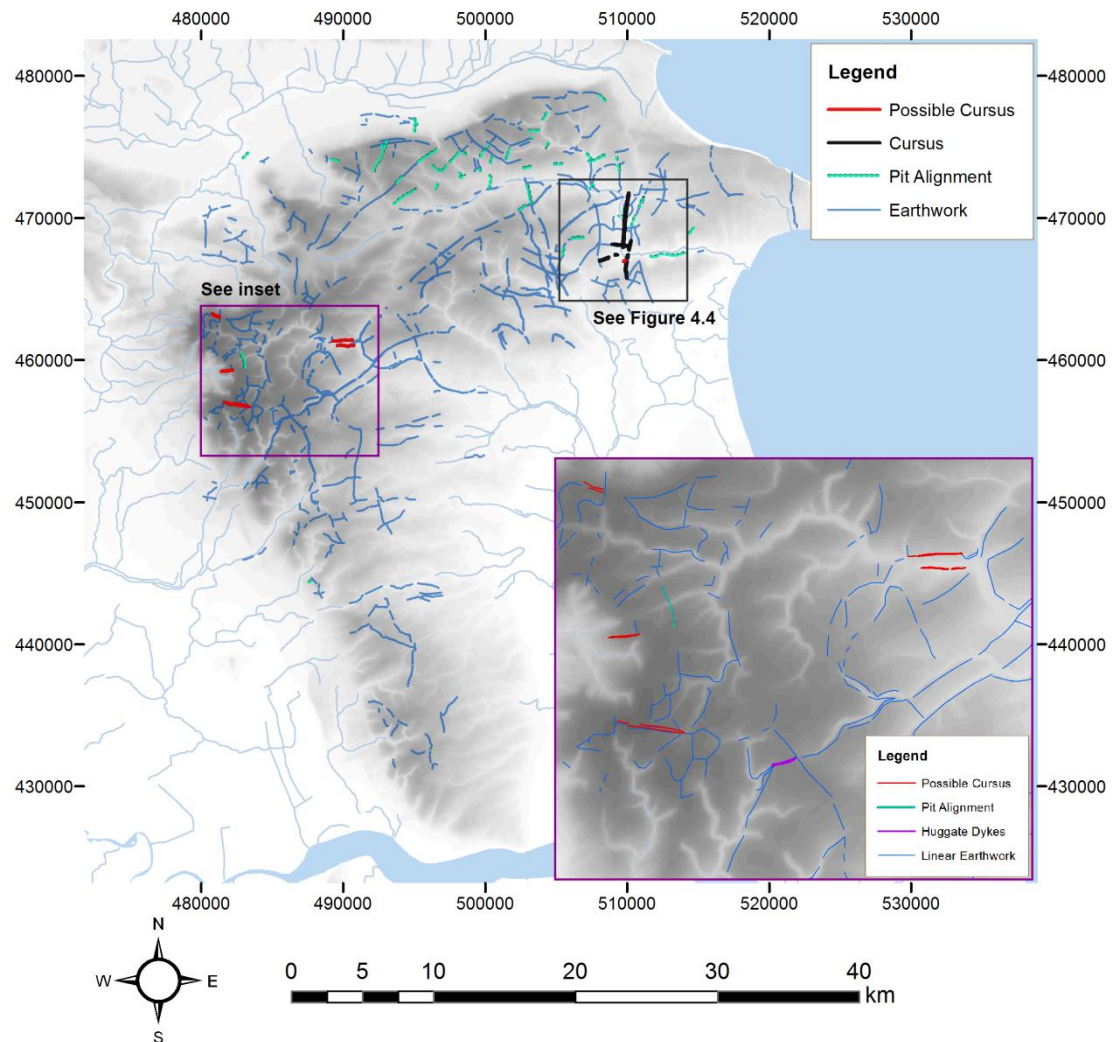 480000 490000 500000 510000 520000 530000
480000
470000
460000
450000
440000
430000
Legend
Possible Cursus
Cursus
Pit Alignment
Earthwork
480000
470000
460000
450000
440000
430000
See inset
See Figure 4.4
Legend
Possible Cursus
Pit Alignment
Huggate Dykes
Linear Earthwork
480000 490000 500000 510000 520000 530000
N
W E
S
0 5 10 20 30 40
km